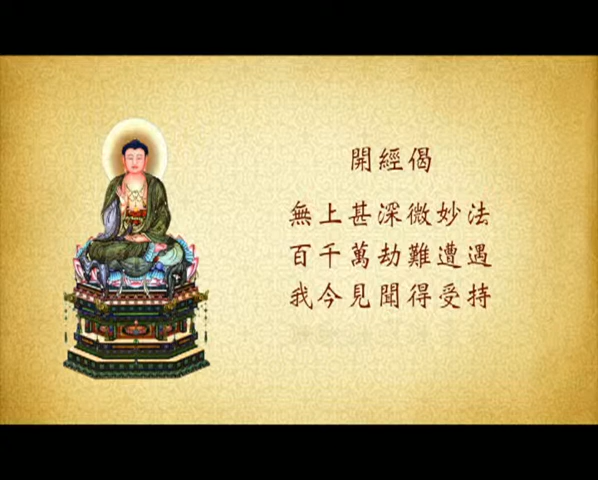 開經偈
無上甚深微妙法
百千萬劫難遭遇
我今見聞得受持